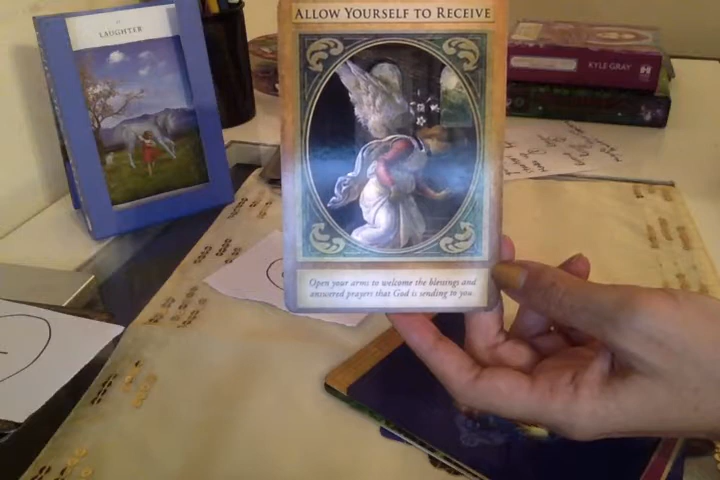 LAUGHTER
ALLOW YOURSELF TO RECEIVE
KYLE GRAY
Open your arms to welcome the blessings and
answered prayers that God is sending to you.